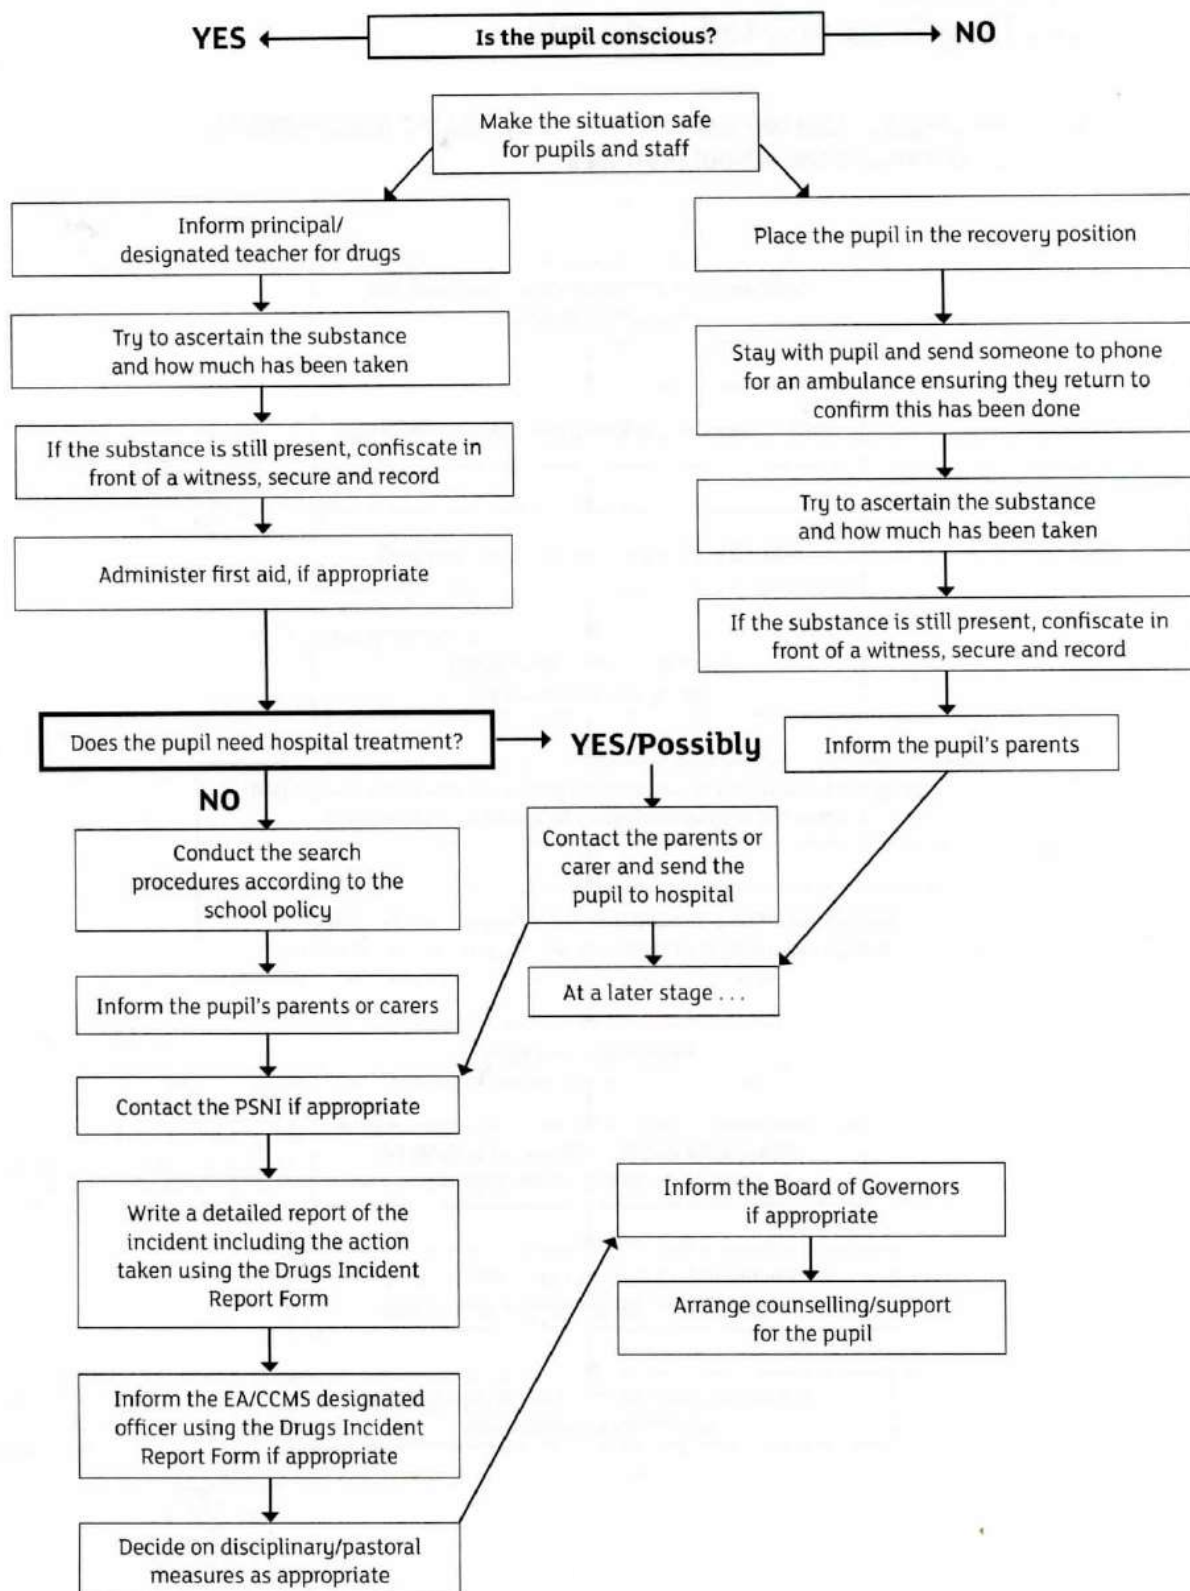 YES
Is the pupil conscious?
NO
Make the situation safe
for pupils and staff
Inform principal/
designated teacher for drugs
Try to ascertain the substance
and how much has been taken
If the substance is still present, confiscate in
front of a witness, secure and record
Administer first aid, if appropriate
Place the pupil in the recovery position
Stay with pupil and send someone to phone
for an ambulance ensuring they return to
confirm this has been done
Try to ascertain the substance
and how much has been taken
If the substance is still present, confiscate in
front of a witness, secure and record
Inform the pupil's parents
Does the pupil need hospital treatment?
YES/Possibly
NO
Contact the parents or
carer and send the
pupil to hospital
At a later stage . . .
Conduct the search
procedures according to the
school policy
Inform the pupil's parents or carers
Contact the PSNI if appropriate
Write a detailed report of the
incident including the action
taken using the Drugs Incident
Report Form
Inform the EA/CCMS designated
officer using the Drugs Incident
Report Form if appropriate
Decide on disciplinary/pastoral
measures as appropriate
Inform the Board of Governors
if appropriate
Arrange counselling/support
for the pupil